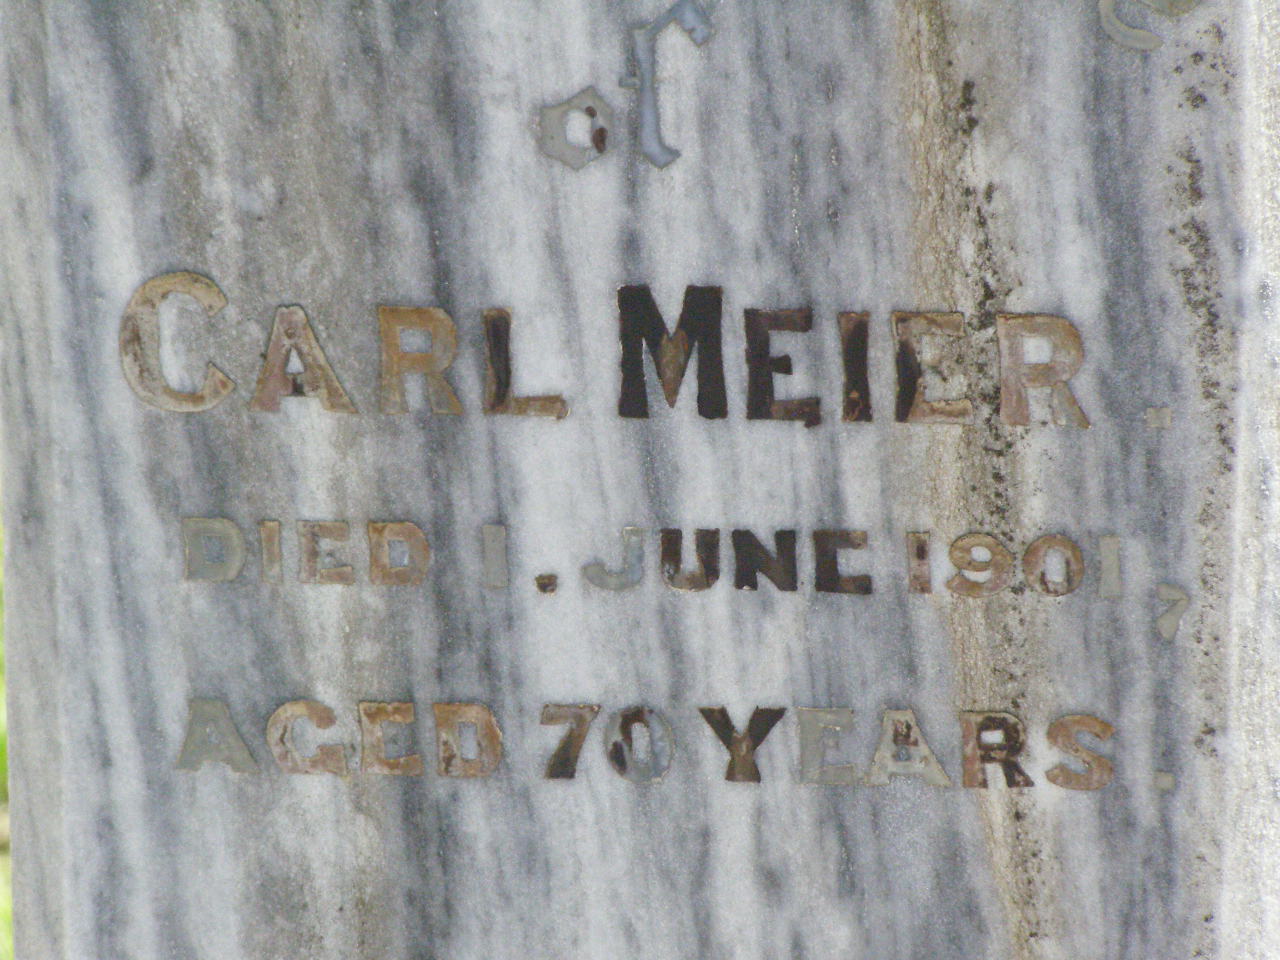 of
CARL MEIER.
DIED 1. JUNE 1901,
AGED 70 YEARS.